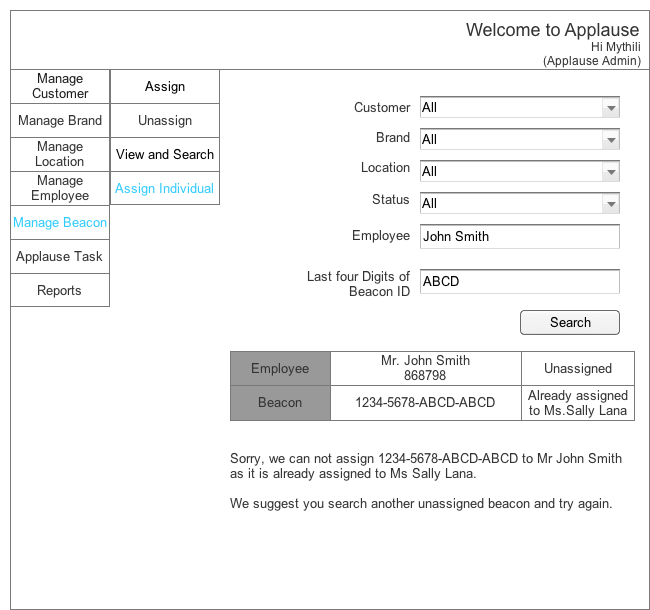 Welcome to Applause
Hi Mythili
(Applause Admin)
Manage
Customer
Manage Brand
Manage
Location
Manage
Employee
Manage Beacon
Applause Task
Reports
Assign
Unassign
View and Search
Assign Individual
Customer All
Brand All
Location All
Status All
Employee John Smith
Last four Digits of
Beacon ID
ABCD
Search
Employee
Mr. John Smith
868798
Unassigned
Beacon
1234-5678-ABCD-ABCD
Already assigned
to Ms.Sally Lana
Sorry, we can not assign 1234-5678-ABCD-ABCD to Mr John Smith
as it is already assigned to Ms Sally Lana.
We suggest you search another unassigned beacon and try again.